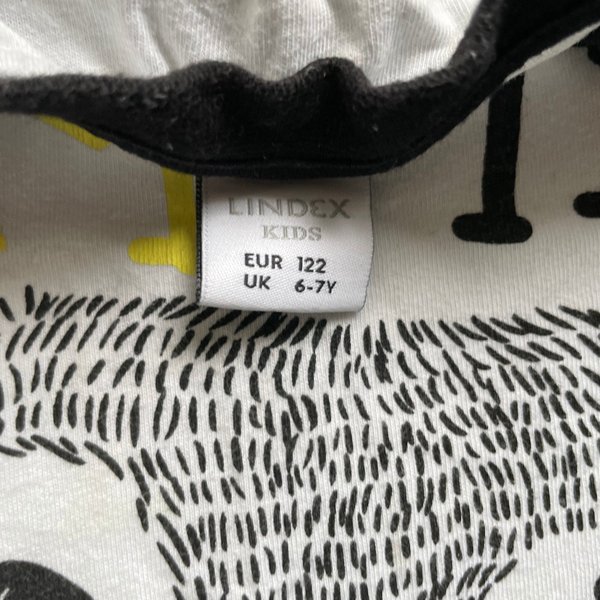 LINDEX
KIDS
EUR 122
UK 6-7Y